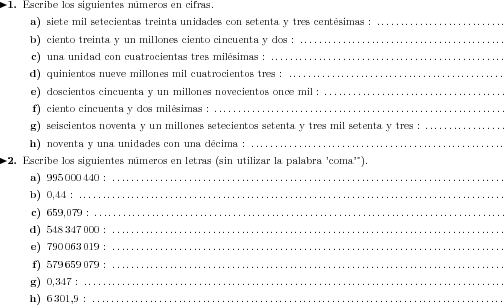 ▶1. Escribe los siguientes números en cifras.
a) siete mil setecientas treinta unidades con setenta y tres centésimas : ..........................
b) ciento treinta y un millones ciento cincuenta y dos : ..........................
c) una unidad con cuatrocientas tres milésimas : ..........................
d) quinientos nueve millones mil cuatrocientos tres : ..........................
e) doscientos cincuenta y un millones novecientos once mil : ..........................
f) ciento cincuenta y dos milésimas : ..........................
g) seiscientos noventa y un millones setecientos setenta y tres mil setenta y tres : .................
h) noventa y una unidades con una décima : ..........................
▶2. Escribe los siguientes números en letras (sin utilizar la palabra 'coma'").
a) 995 000 440 : ..........................
b) 0,44 : ..........................
c) 659,079 : ..........................
d) 548 347 000 : ..........................
e) 790 063 019 : ..........................
f) 579 659 079 : ..........................
g) 0,347 : ..........................
h) 6 301,9 : ..........................